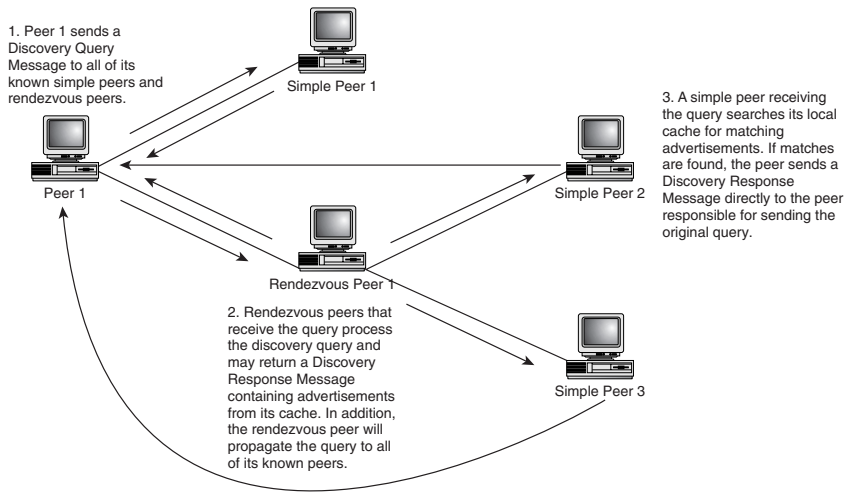 1. Peer 1 sends a
Discovery Query
Message to all of its
known simple peers and
rendezvous peers.
Simple Peer 1
3. A simple peer receiving
the query searches its local
cache for matching
advertisements. If matches
are found, the peer sends a
Discovery Response
Message directly to the peer
responsible for sending the
original query.
Peer 1
Simple Peer 2
Rendezvous Peer 1
2. Rendezvous peers that
receive the query process
the discovery query and
may return a Discovery
Response Message
containing advertisements
from its cache. In addition,
the rendezvous peer will
propagate the query to all
of its known peers.
Simple Peer 3